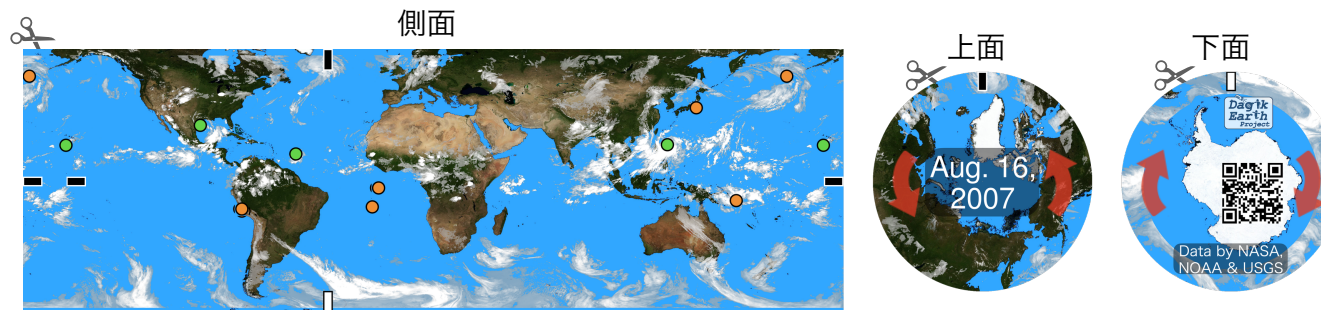 側面
上面
Aug. 16,
2007
下面
Dagik
Earth
Project
Data by NASA,
NOAA & USGS